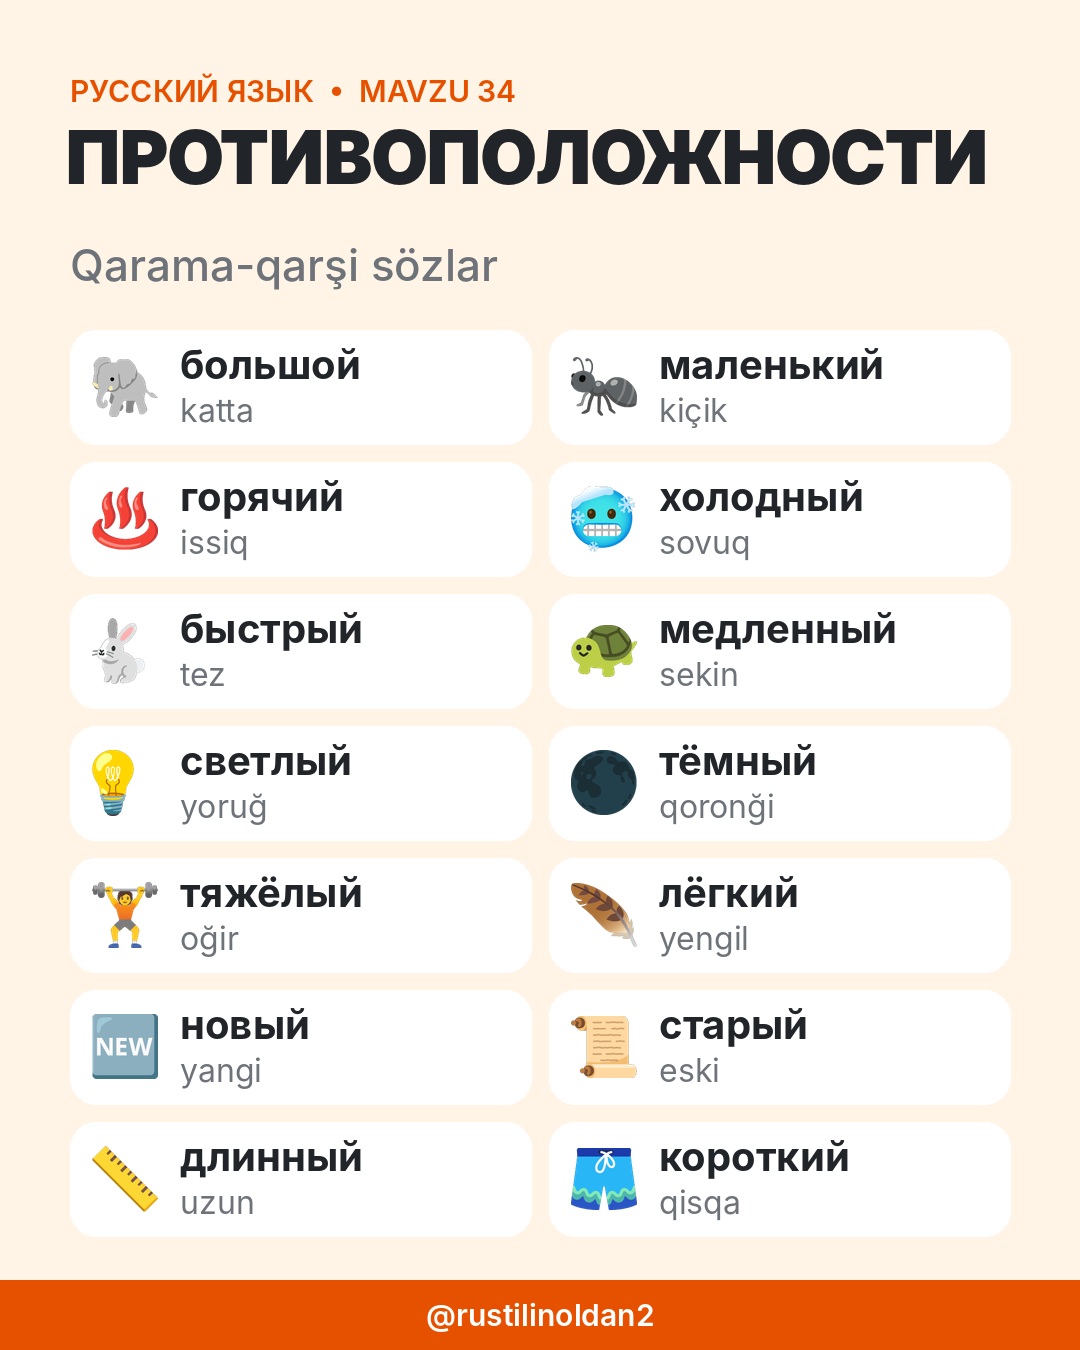 РУССКИЙ ЯЗЫК • MAVZU 34
ПРОТИВОПОЛОЖНОСТИ
Qarama-qarşi sözlar
большой
katta
маленький
kiçik
горячий
issiq
холодный
sovuq
быстрый
tez
медленный
sekin
светлый
yoruğ
тёмный
qoronği
тяжёлый
oğir
лёгкий
yengil
NEW
новый
yangi
старый
eski
длинный
uzun
короткий
qisqa
@rustilinoldan2